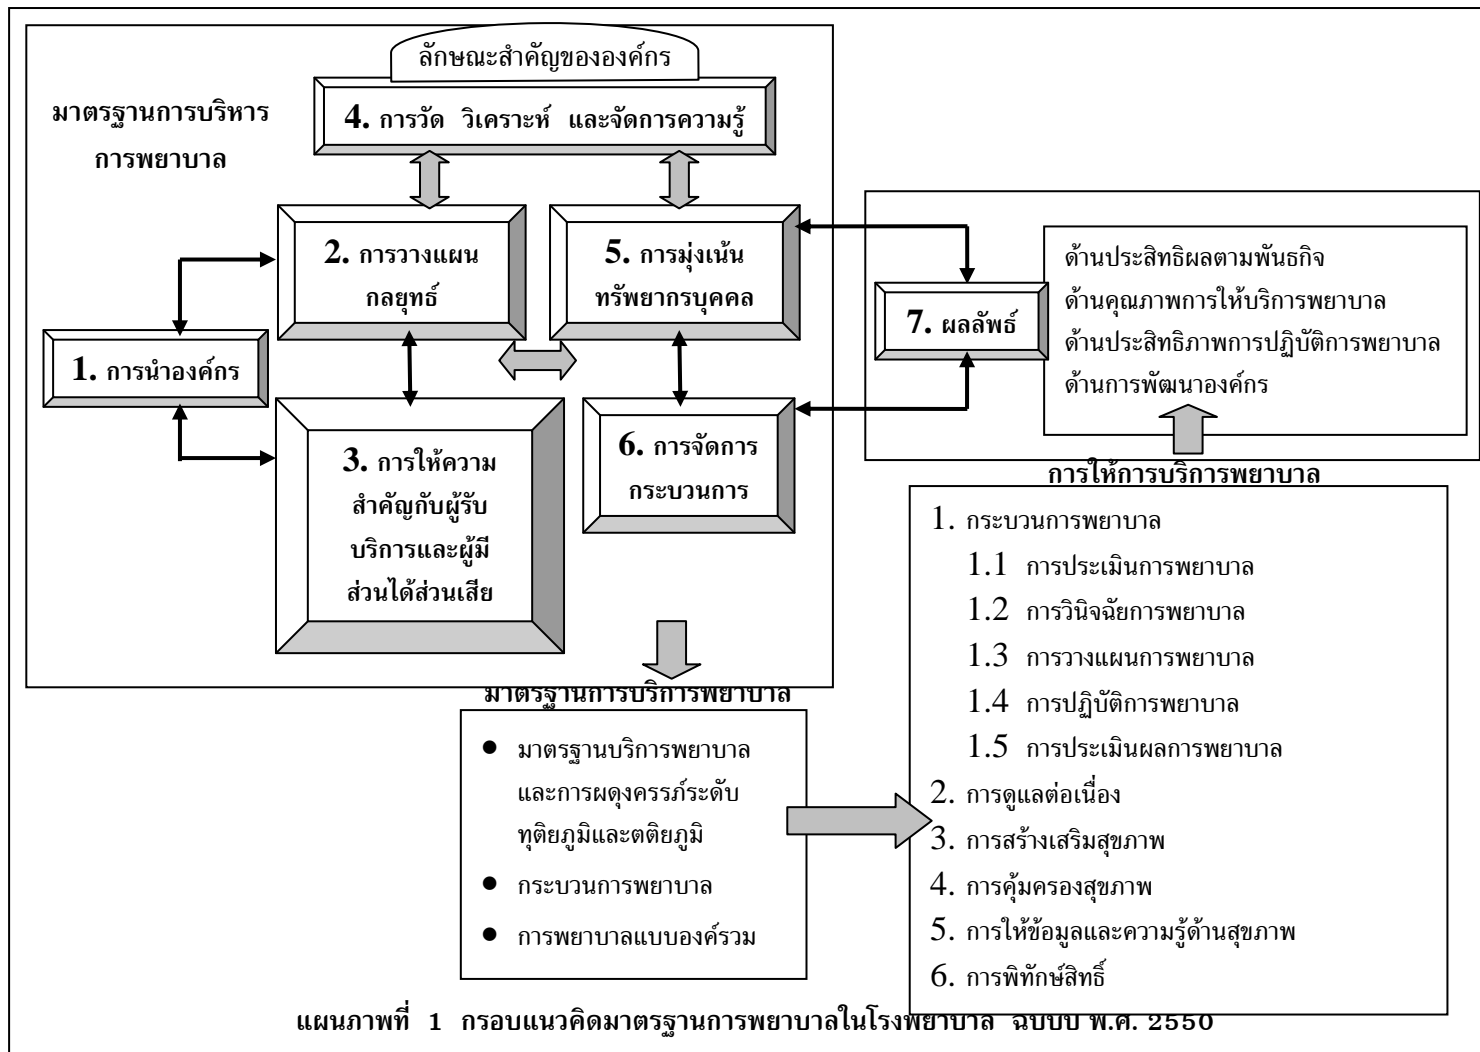 ลักษณะสำคัญขององค์กร
มาตรฐานการบริหาร
การพยาบาล
4. การวัด วิเคราะห์ และจัดการความรู้
2. การวางแผน
กลยุทธ์
5. การมุ่งเน้น
ทรัพยากรบุคคล
1. การนำองค์กร
3. การให้ความ
สำคัญกับผู้รับ
บริการและผู้มี
ส่วนได้ส่วนเสีย
6. การจัดการ
กระบวนการ
7. ผลลัพธ์
ด้านประสิทธิผลตามพันธกิจ
ด้านคุณภาพการให้บริการพยาบาล
ด้านประสิทธิภาพการปฏิบัติการพยาบาล
ด้านการพัฒนาองค์กร
มาตรฐานการบริการพยาบาล
● มาตรฐานบริการพยาบาล
และการผดุงครรภ์ระดับ
ทุติยภูมิและตติยภูมิ
● กระบวนการพยาบาล
● การพยาบาลแบบองค์รวม
การให้การบริการพยาบาล
1. กระบวนการพยาบาล
1.1 การประเมินการพยาบาล
1.2 การวินิจฉัยการพยาบาล
1.3 การวางแผนการพยาบาล
1.4 การปฏิบัติการพยาบาล
1.5 การประเมินผลการพยาบาล
2. การดูแลต่อเนื่อง
3. การสร้างเสริมสุขภาพ
4. การคุ้มครองสุขภาพ
5. การให้ข้อมูลและความรู้ด้านสุขภาพ
6. การพิทักษ์สิทธิ์
แผนภาพที่ 1 กรอบแนวคิดมาตรฐานการพยาบาลในโรงพยาบาล ฉบบบ พ.ศ. 2550